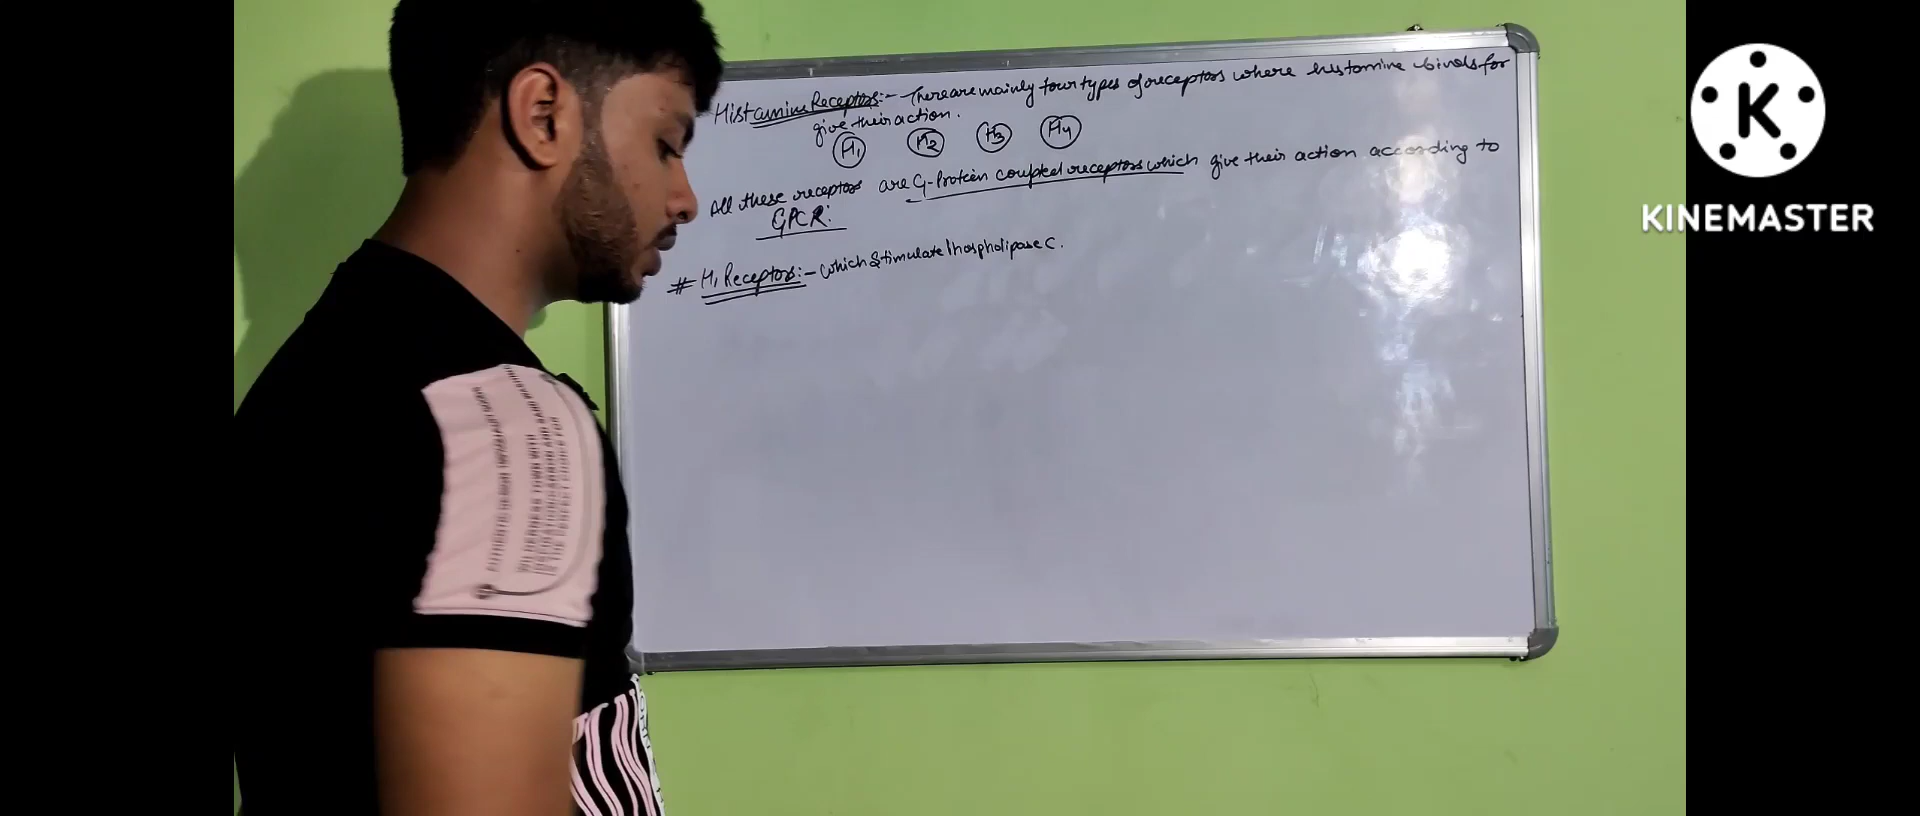 Histamine Receptors:- There are mainly four types of receptors where histamine binds for
give their action.
H1 H2 H3 H4
All these receptors are G-Protein coupled receptors which give their action according to
GPCR:
# H1 Receptors:- which Stimulate Phospholipase C.
K
KINEMASTER